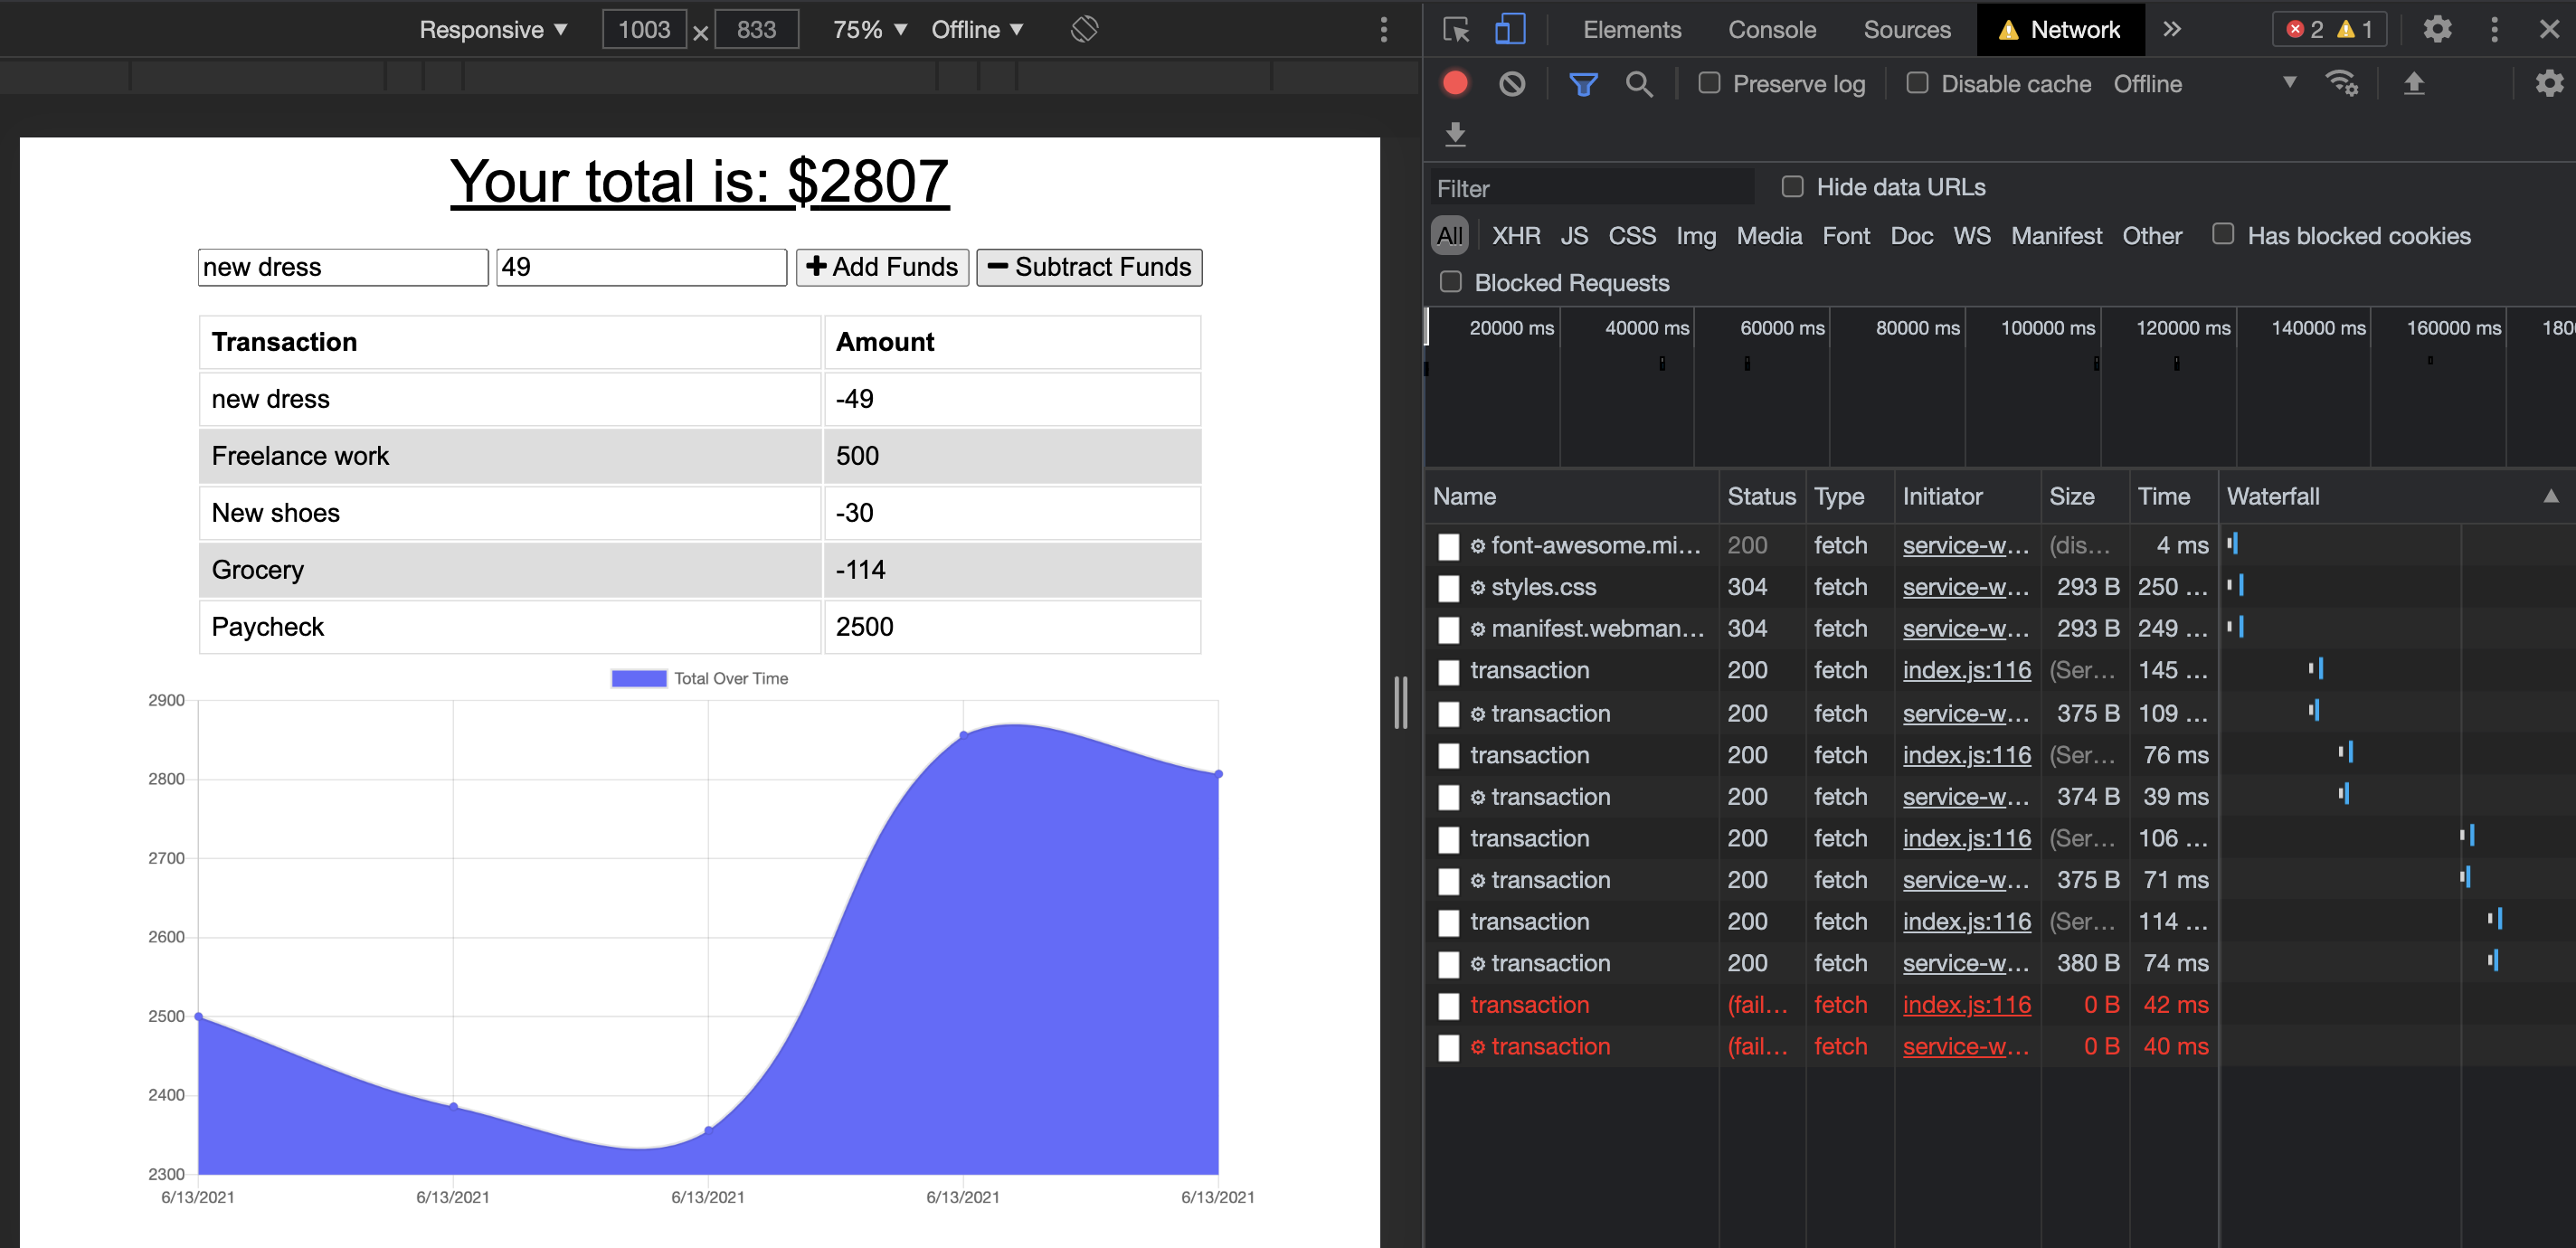 Responsive ▼ 1003 × 833 75% ▼ Offline ▼
Your total is: $2807
new dress 49 Add Funds Subtract Funds
Transaction Amount
new dress -49
Freelance work 500
New shoes -30
Grocery -114
Paycheck 2500
Total Over Time
2900
2800
2700
2600
2500
2400
2300
6/13/2021 6/13/2021 6/13/2021 6/13/2021 6/13/2021
Elements Console Sources Network » 2 1
Preserve log Disable cache Offline ▼
Filter Hide data URLs
All XHR JS CSS Img Media Font Doc WS Manifest Other Has blocked cookies
Blocked Requests
20000 ms 40000 ms 60000 ms 80000 ms 100000 ms 120000 ms 140000 ms 160000 ms 180
Name Status Type Initiator Size Time Waterfall
font-awesome.mi... 200 fetch service-w... (dis... 4 ms
styles.css 304 fetch service-w... 293 B 250 ...
manifest.webman... 304 fetch service-w... 293 B 249 ...
transaction 200 fetch index.js:116 (Ser... 145 ...
transaction 200 fetch service-w... 375 B 109 ...
transaction 200 fetch index.js:116 (Ser... 76 ms
transaction 200 fetch service-w... 374 B 39 ms
transaction 200 fetch index.js:116 (Ser... 106 ...
transaction 200 fetch service-w... 375 B 71 ms
transaction 200 fetch index.js:116 (Ser... 114 ...
transaction 200 fetch service-w... 380 B 74 ms
transaction (fail... fetch index.js:116 0 B 42 ms
transaction (fail... fetch service-w... 0 B 40 ms